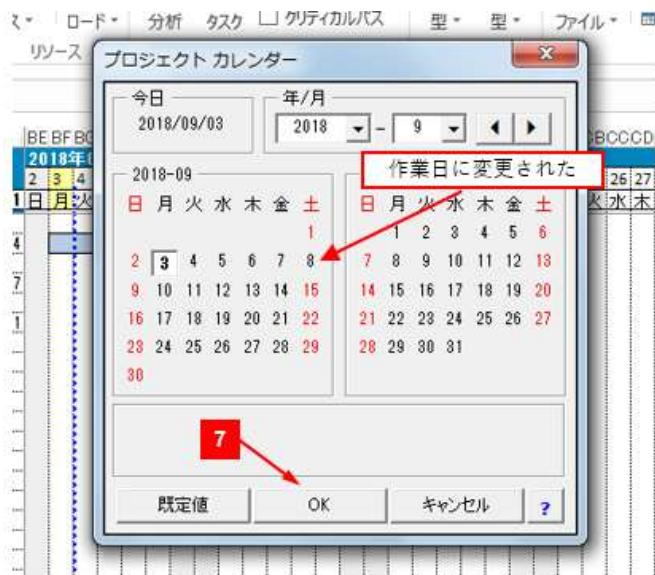 ロード
分析
タスク
クリティカルパス
型
型
ファイル
リソース
プロジェクト カレンダー
今日
2018/09/03
年/月
2018 - 9
作業日に変更された
2018-09
日 月 火 水 木 金 土
1
2 3 4 5 6 7 8
9 10 11 12 13 14 15
16 17 18 19 20 21 22
23 24 25 26 27 28 29
30
日 月 火 水 木 金 土
1 2 3 4 5 6
7 8 9 10 11 12 13
14 15 16 17 18 19 20
21 22 23 24 25 26 27
28 29 30 31
7
既定値
OK
キャンセル
?
BE BF BG
2018年
2 3 4
日 月 火
26 27
火 水 木